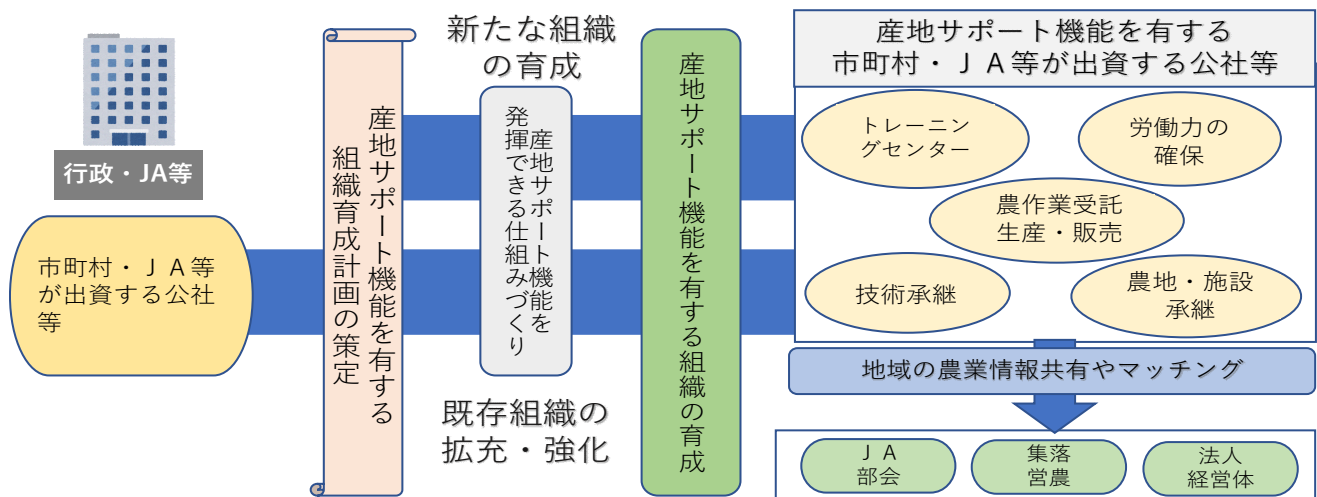 行政・JA等
市町村・ＪＡ等
が出資する公社
等
産地サポート機能を有する
組織育成計画の策定
新たな組織
の育成
産地サポート機能を
発揮できる仕組みづくり
既存組織の
拡充・強化
産地サポート機能を有する組織の育成
産地サポート機能を有する
市町村・ＪＡ等が出資する公社等
トレーニン
グセンター
労働力の
確保
農作業受託
生産・販売
技術承継
農地・施設
承継
地域の農業情報共有やマッチング
ＪＡ
部会
集落
営農
法人
経営体